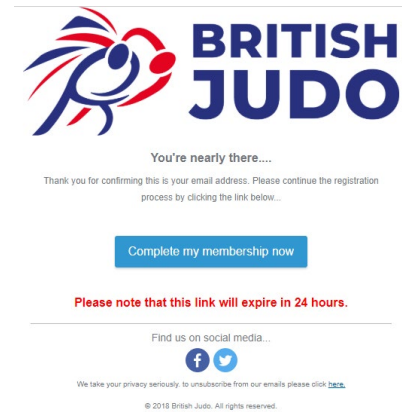 BRITISH
JUDO
You're nearly there....
Thank you for confirming this is your email address. Please continue the registration
process by clicking the link below...
Complete my membership now
Please note that this link will expire in 24 hours.
Find us on social media...
We take your privacy seriously. to unsubscribe from our emails please click here.
© 2018 British Judo. All rights reserved.